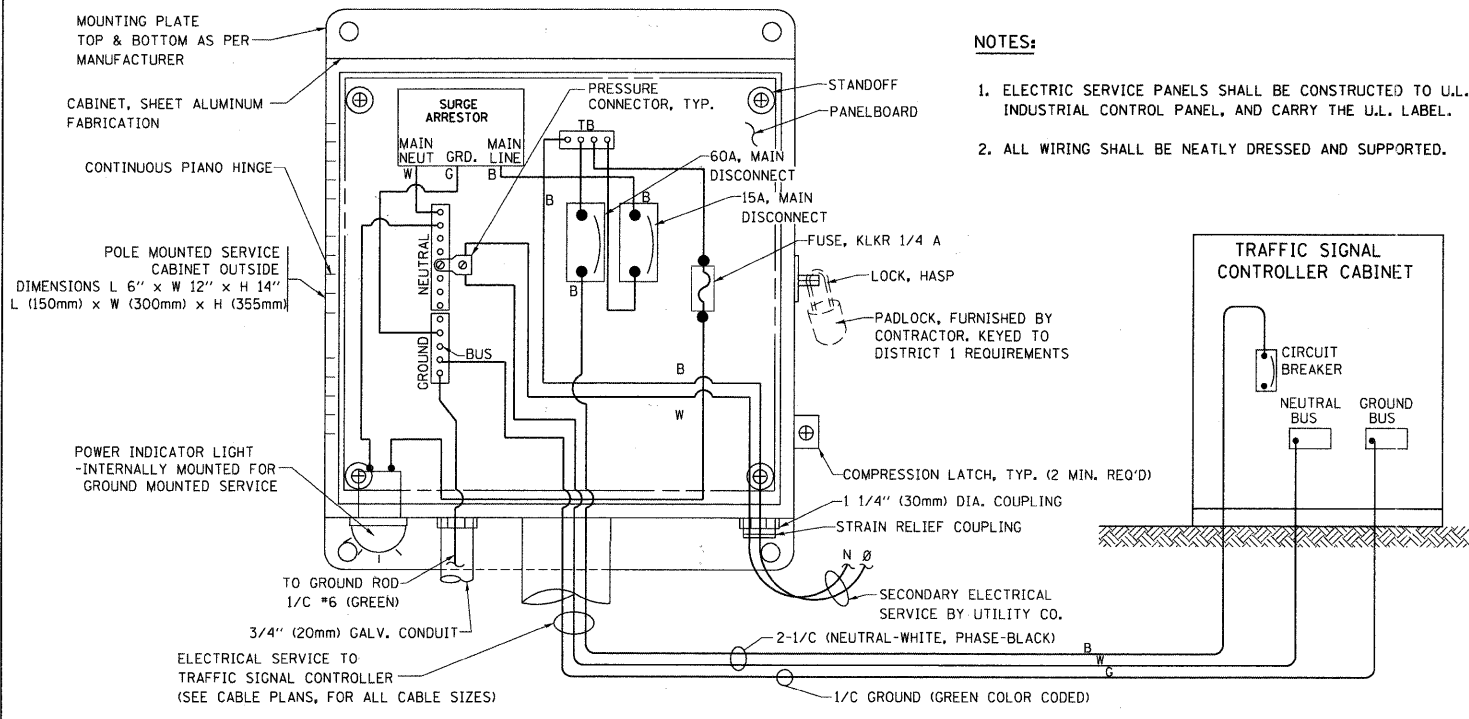 MOUNTING PLATE
TOP & BOTTOM AS PER
MANUFACTURER
CABINET, SHEET ALUMINUM
FABRICATION
CONTINUOUS PIANO HINGE
POLE MOUNTED SERVICE
CABINET OUTSIDE
DIMENSIONS L 6'' x W 12'' x H 14''
L (150mm) x W (300mm) x H (355mm)
POWER INDICATOR LIGHT
-INTERNALLY MOUNTED FOR
GROUND MOUNTED SERVICE
TO GROUND ROD
1/C #6 (GREEN)
3/4'' (20mm) GALV. CONDUIT
ELECTRICAL SERVICE TO
TRAFFIC SIGNAL CONTROLLER
(SEE CABLE PLANS, FOR ALL CABLE SIZES)
SURGE
ARRESTOR
MAIN
NEUT
GRD.
MAIN
LINE
W
G
B
PRESSURE
CONNECTOR, TYP.
TB
STANDOFF
PANELBOARD
60A, MAIN
DISCONNECT
15A, MAIN
DISCONNECT
B
B
B
FUSE, KLKR 1/4 A
LOCK, HASP
PADLOCK, FURNISHED BY
CONTRACTOR. KEYED TO
DISTRICT 1 REQUIREMENTS
NEUTRAL
GROUND
BUS
B
W
COMPRESSION LATCH, TYP. (2 MIN. REQ'D)
1 1/4'' (30mm) DIA. COUPLING
STRAIN RELIEF COUPLING
N Ø
SECONDARY ELECTRICAL
SERVICE BY UTILITY CO.
2-1/C (NEUTRAL-WHITE, PHASE-BLACK)
B
W
G
1/C GROUND (GREEN COLOR CODED)
NOTES:
1. ELECTRIC SERVICE PANELS SHALL BE CONSTRUCTED TO U.L.
INDUSTRIAL CONTROL PANEL, AND CARRY THE U.L. LABEL.
2. ALL WIRING SHALL BE NEATLY DRESSED AND SUPPORTED.
TRAFFIC SIGNAL
CONTROLLER CABINET
CIRCUIT
BREAKER
NEUTRAL
BUS
GROUND
BUS